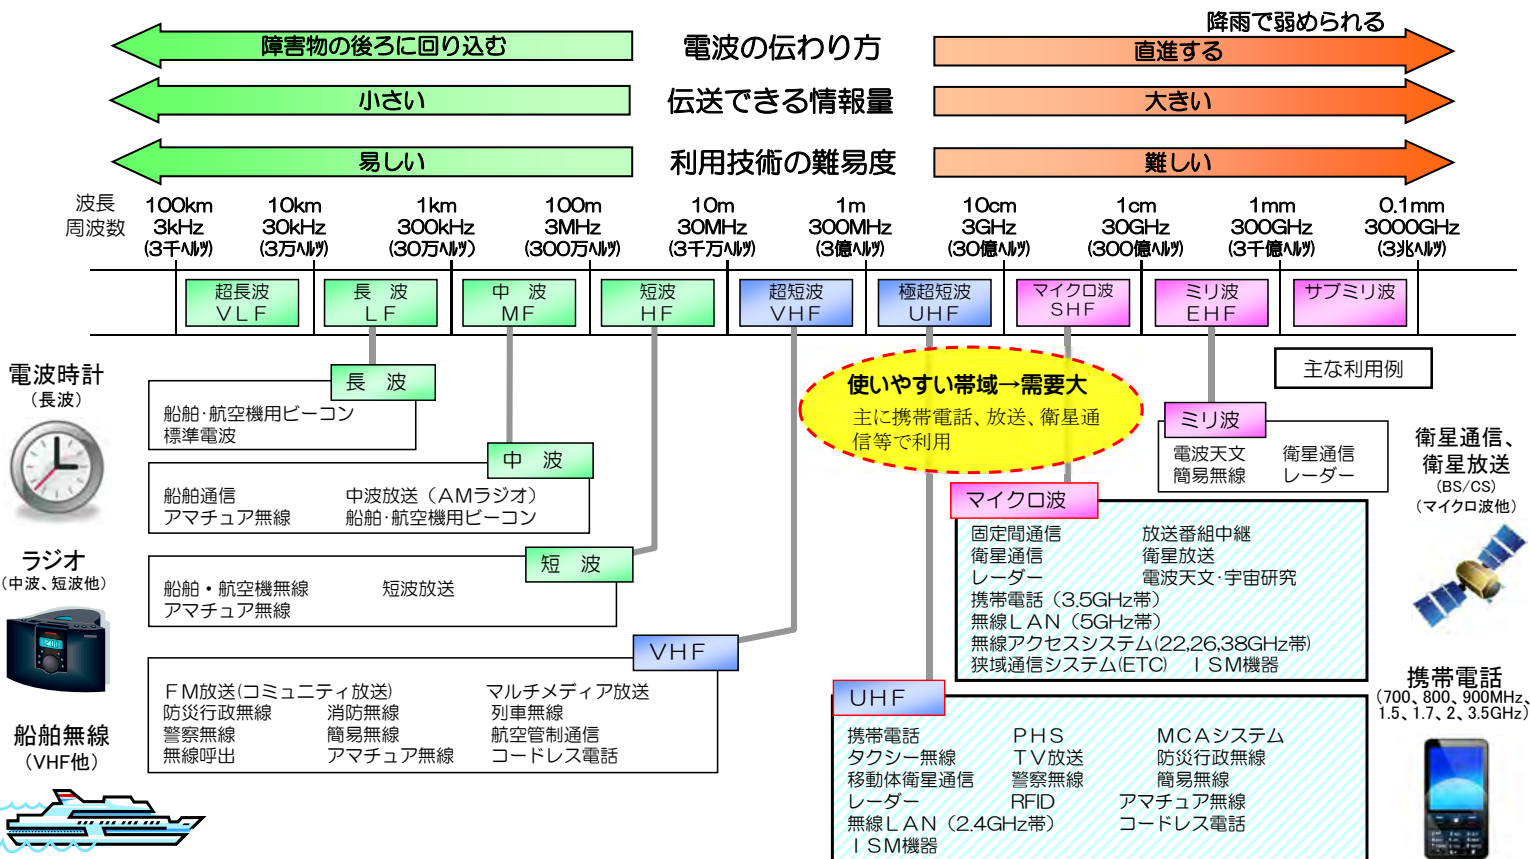 降雨で弱められる
障害物の後ろに回り込む 電波の伝わり方 直進する
小さい 伝送できる情報量 大きい
易しい 利用技術の難易度 難しい
波長 100km 10km 1km 100m 10m 1m 10cm 1cm 1mm 0.1mm
周波数 3kHz 30kHz 300kHz 3MHz 30MHz 300MHz 3GHz 30GHz 300GHz 3000GHz
(3千ヘルツ) (3万ヘルツ) (30万ヘルツ) (300万ヘルツ) (3千万ヘルツ) (3億ヘルツ) (30億ヘルツ) (300億ヘルツ) (3千億ヘルツ) (3兆ヘルツ)
超長波 長 波 中 波 短波 超短波 極超短波 マイクロ波 ミリ波 サブミリ波
VLF LF MF HF VHF UHF SHF EHF
電波時計
(長波)
長 波
船舶・航空機用ビーコン
標準電波
中 波
船舶通信 中波放送（AMラジオ）
アマチュア無線 船舶・航空機用ビーコン
ラジオ
(中波、短波他)
短 波
船舶・航空機無線 短波放送
アマチュア無線
船舶無線
(VHF他)
VHF
FM放送(コミュニティ放送) マルチメディア放送
防災行政無線 消防無線 列車無線
警察無線 簡易無線 航空管制通信
無線呼出 アマチュア無線 コードレス電話
使いやすい帯域→需要大
主に携帯電話、放送、衛星通
信等で利用
主な利用例
ミリ波
電波天文 衛星通信
簡易無線 レーダー
マイクロ波
固定間通信 放送番組中継
衛星通信 衛星放送
レーダー 電波天文・宇宙研究
携帯電話（3.5GHz帯）
無線LAN（5GHz帯）
無線アクセスシステム(22,26,38GHz帯)
狭域通信システム(ETC) ISM機器
UHF
携帯電話 PHS MCAシステム
タクシー無線 TV放送 防災行政無線
移動体衛星通信 警察無線 簡易無線
レーダー RFID アマチュア無線
無線LAN（2.4GHz帯） コードレス電話
ISM機器
衛星通信、
衛星放送
(BS/CS)
(マイクロ波他)
携帯電話
(700、800、900MHz、
1.5、1.7、2、3.5GHz)